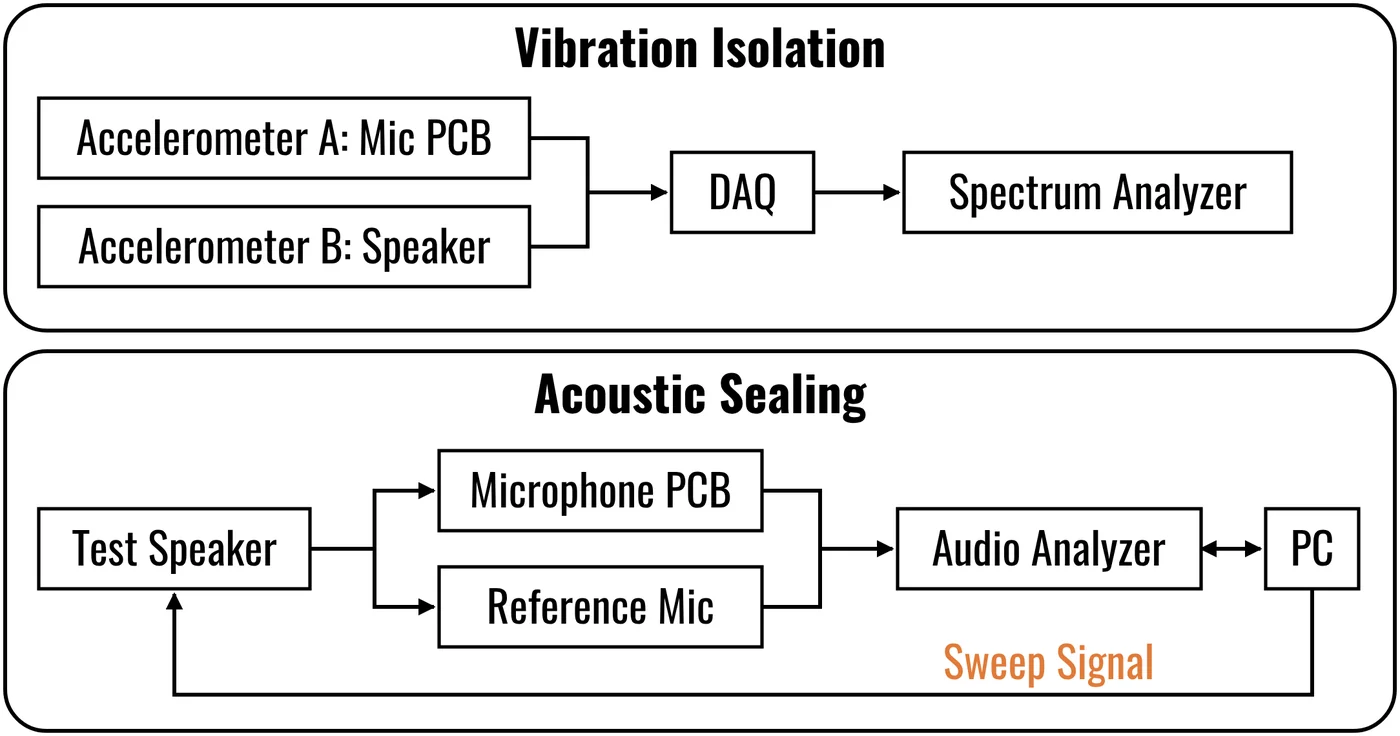 Vibration Isolation
Accelerometer A: Mic PCB
Accelerometer B: Speaker
DAQ
Spectrum Analyzer
Acoustic Sealing
Test Speaker
Microphone PCB
Reference Mic
Audio Analyzer
PC
Sweep Signal